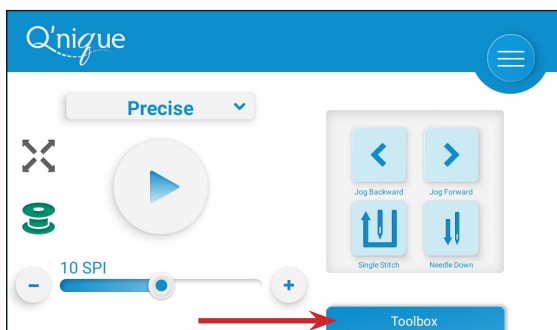 Q'nique
Precise
Jog Backward
Jog Forward
10 SPI
Single Stitch
Needle Down
Toolbox